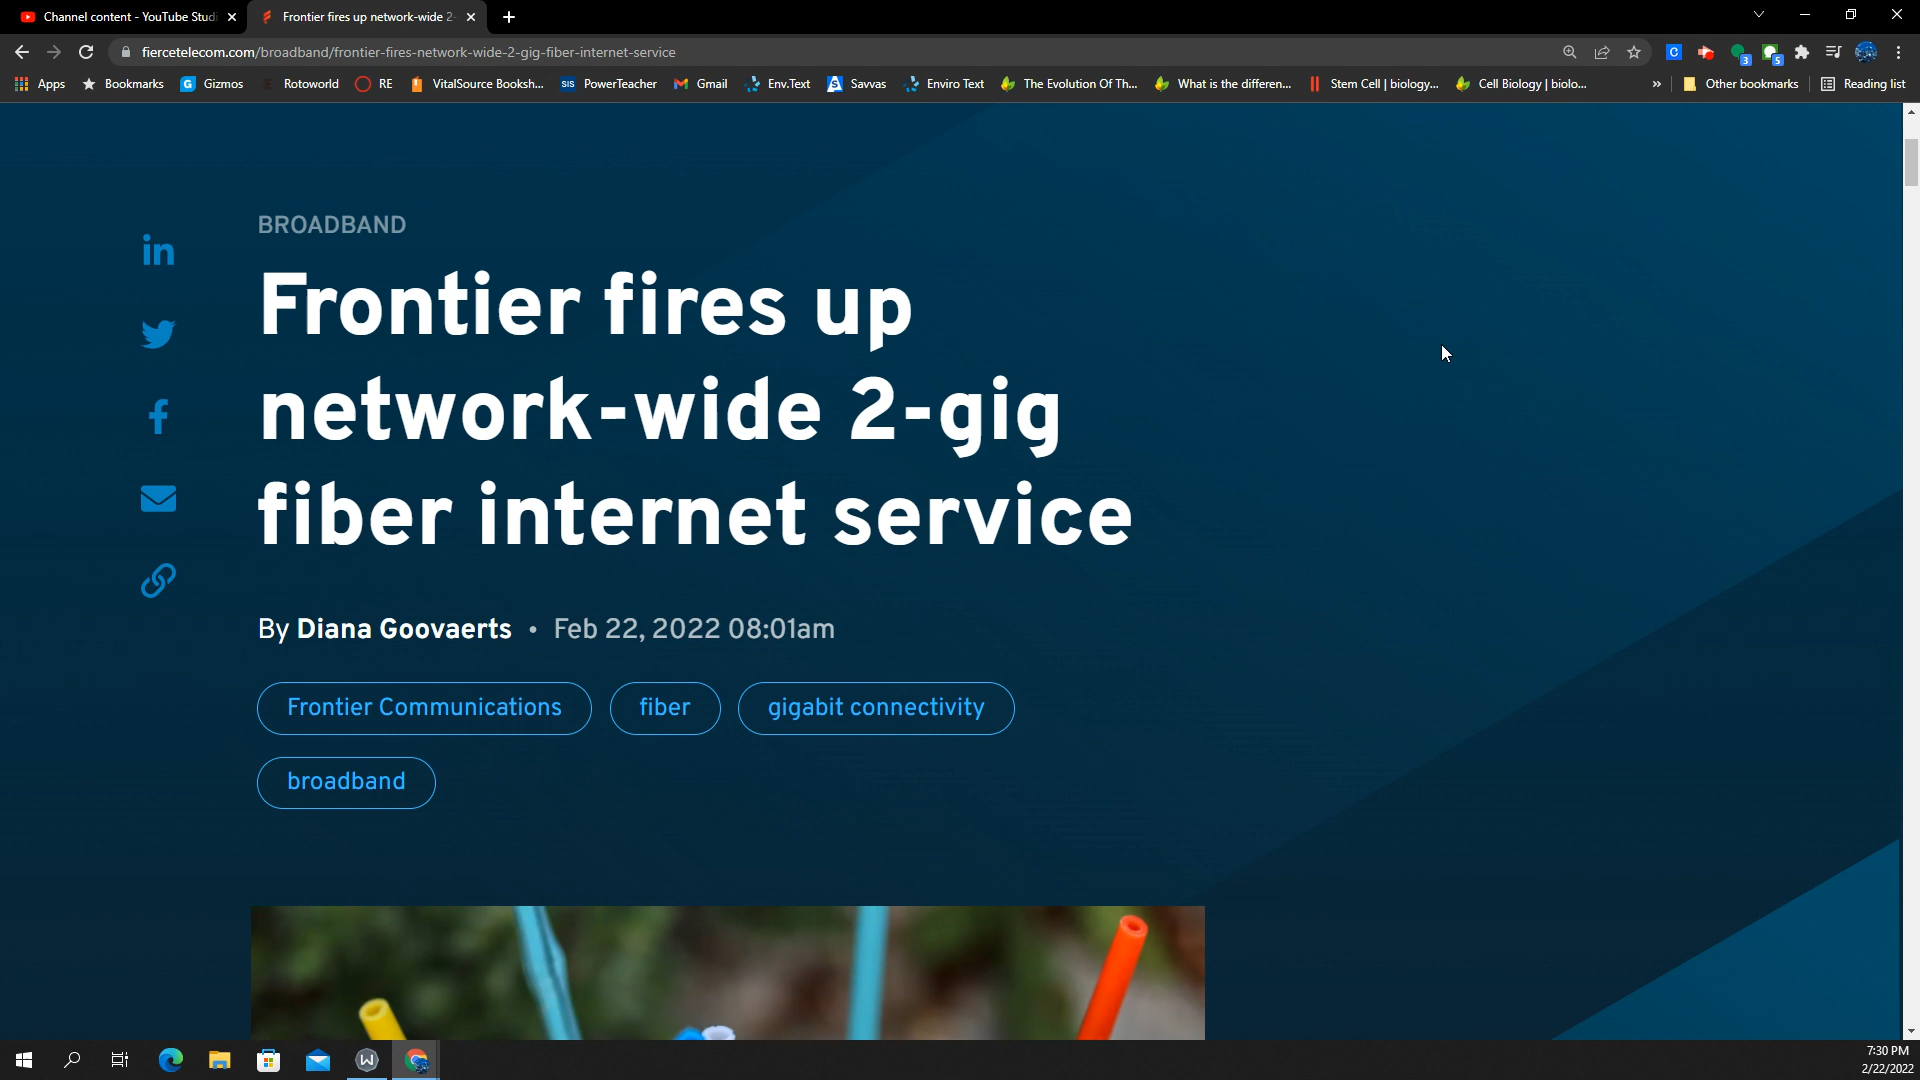 Channel content - YouTube Studi
Frontier fires up network-wide 2-
fiercetelecom.com/broadband/frontier-fires-network-wide-2-gig-fiber-internet-service
3
5
Apps
Bookmarks
Gizmos
Rotoworld
RE
VitalSource Booksh...
SIS
PowerTeacher
Gmail
Env.Text
Savvas
Enviro Text
The Evolution Of Th...
What is the differen...
Stem Cell | biology...
Cell Biology | biolo...
»
Other bookmarks
Reading list
BROADBAND
Frontier fires up
network-wide 2-gig
fiber internet service
By Diana Goovaerts • Feb 22, 2022 08:01am
Frontier Communications
fiber
gigabit connectivity
broadband
7:30 PM
2/22/2022